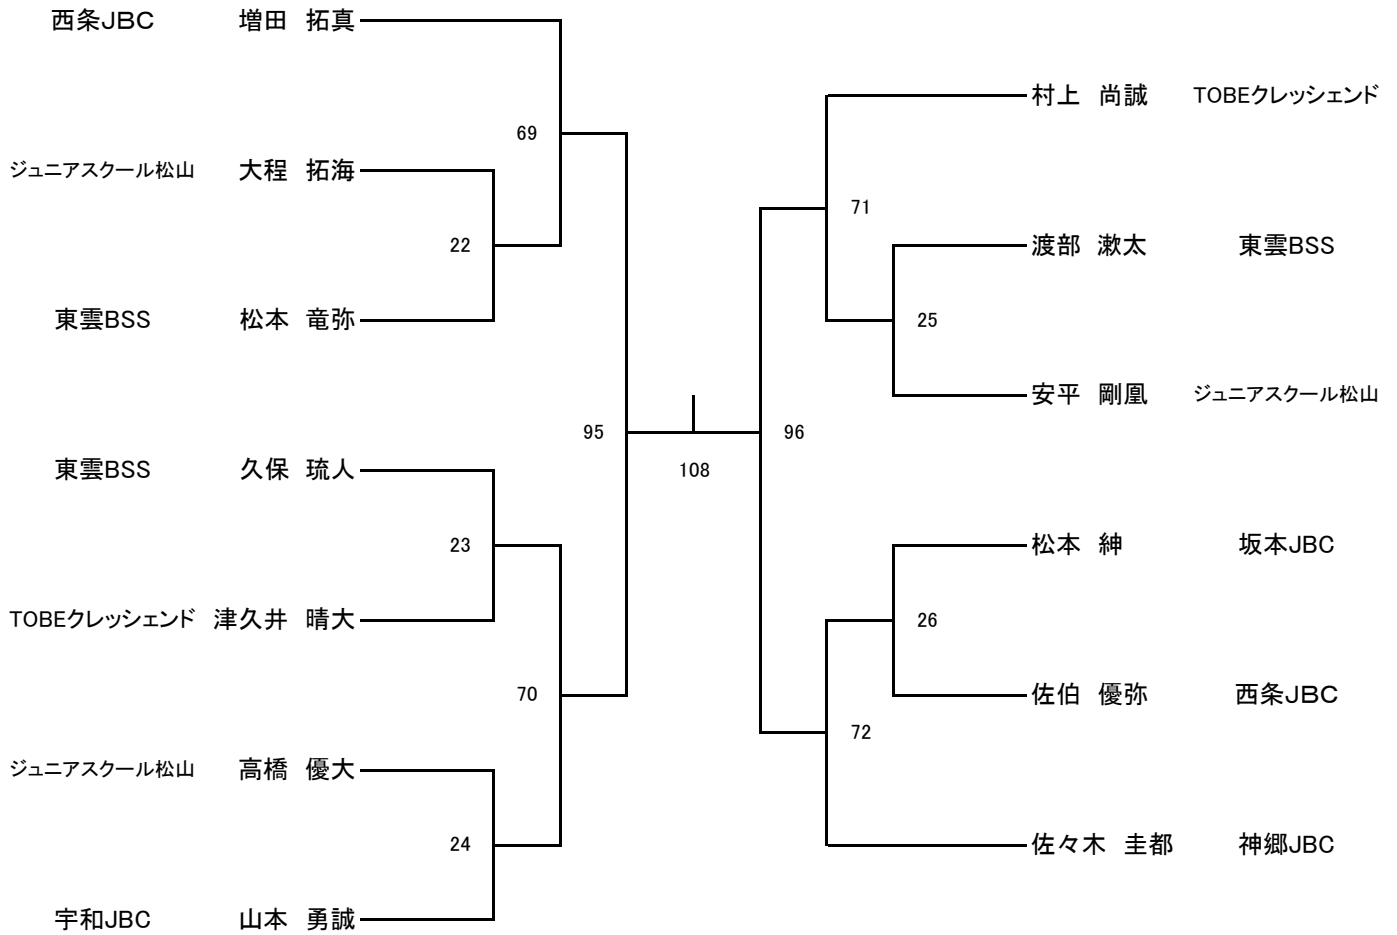 西条JBC 増田 拓真
村上 尚誠 TOBEクレッシェンド
69
ジュニアスクール松山 大程 拓海
71
22
渡部 漱太 東雲BSS
東雲BSS 松本 竜弥
25
安平 剛凰 ジュニアスクール松山
95
96
東雲BSS 久保 琉人
108
23
松本 紳 坂本JBC
TOBEクレッシェンド 津久井 晴大
26
70
佐伯 優弥 西条JBC
72
ジュニアスクール松山 高橋 優大
24
佐々木 圭都 神郷JBC
宇和JBC 山本 勇誠